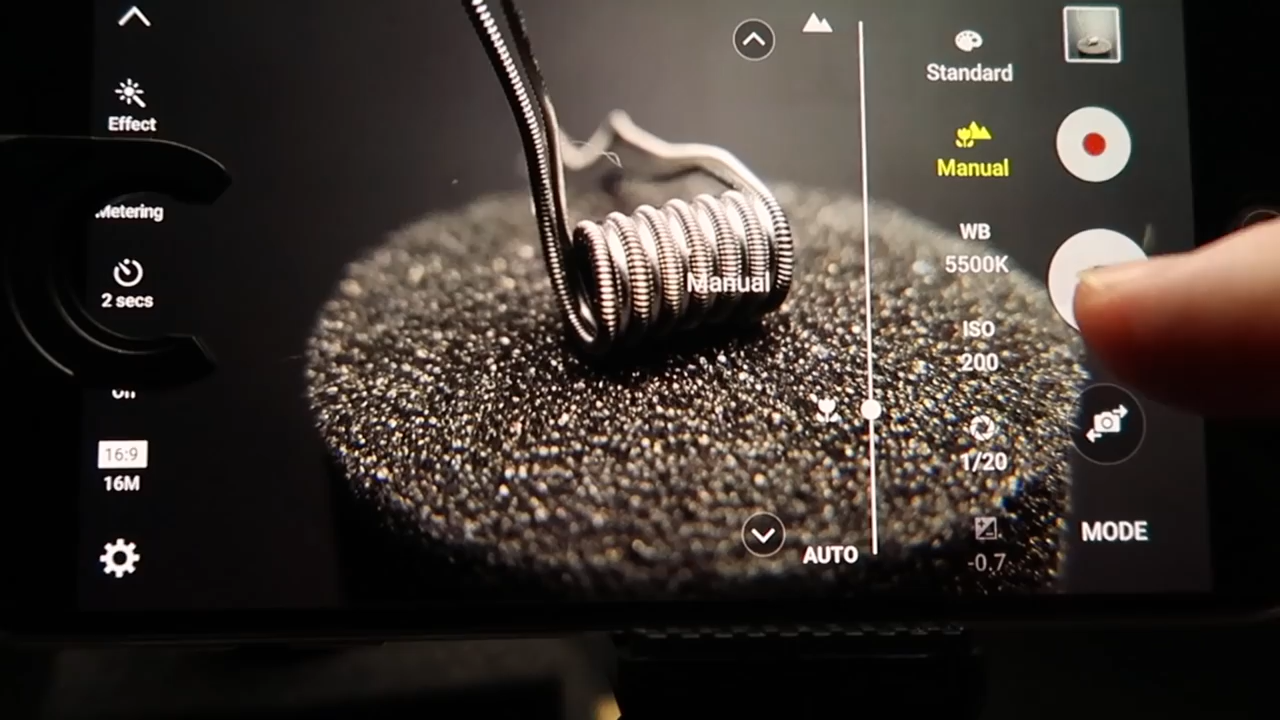 Effect
Metering
2 secs
16:9
16M
Manual
AUTO
Standard
Manual
WB
5500K
ISO
200
1/20
-0.7
MODE